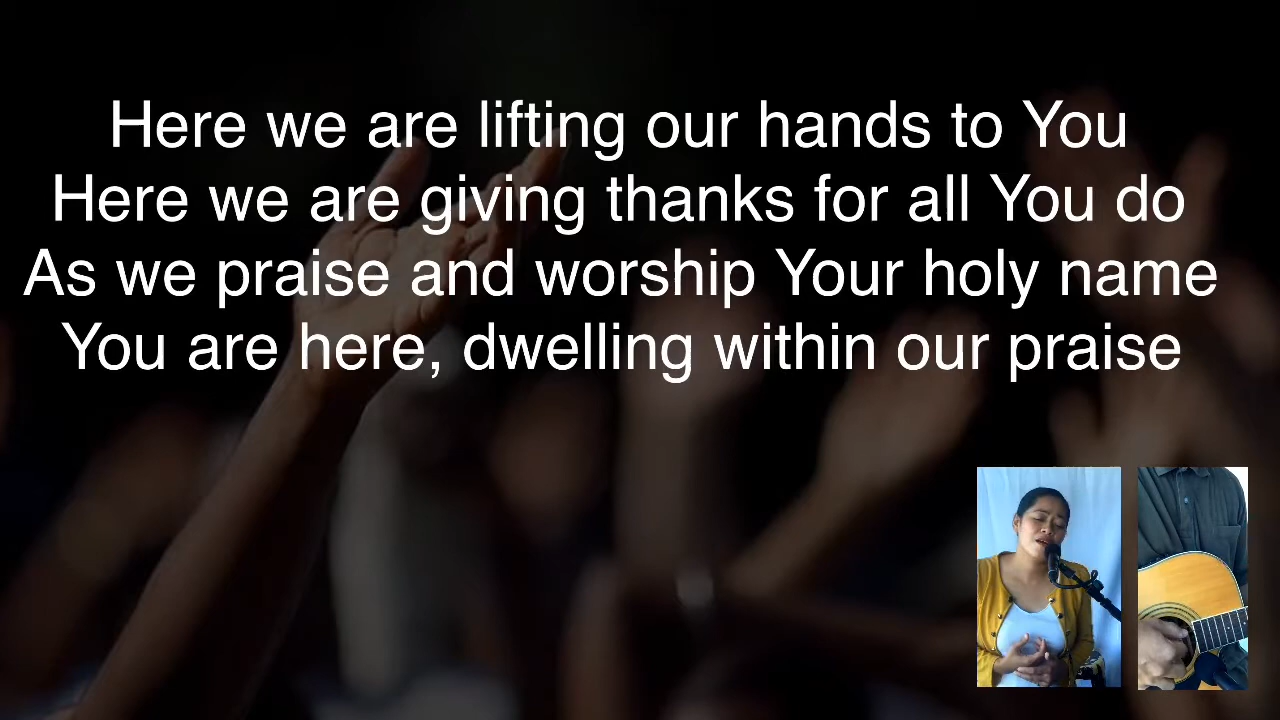 Here we are lifting our hands to You
Here we are giving thanks for all You do
As we praise and worship Your holy name
You are here, dwelling within our praise